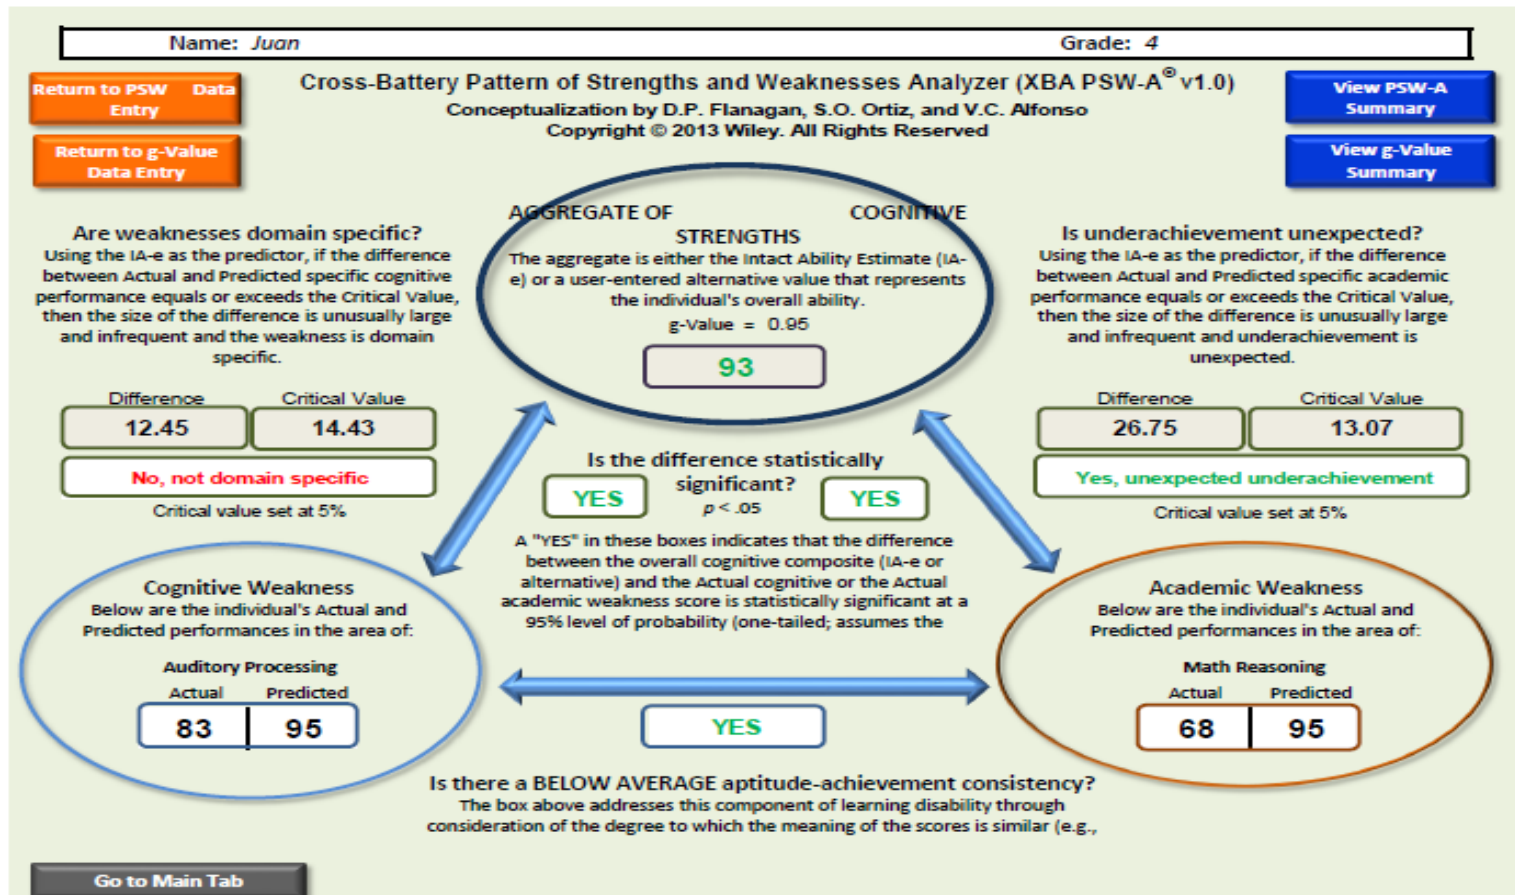 Name: Juan Grade: 4
Return to PSW Data
Entry
Cross-Battery Pattern of Strengths and Weaknesses Analyzer (XBA PSW-A® v1.0)
Conceptualization by D.P. Flanagan, S.O. Ortiz, and V.C. Alfonso
Copyright © 2013 Wiley. All Rights Reserved
View PSW-A
Summary
Return to g-Value
Data Entry
View g-Value
Summary
AGGREGATE OF COGNITIVE
STRENGTHS
The aggregate is either the Intact Ability Estimate (IA-
e) or a user-entered alternative value that represents
the individual's overall ability.
g-Value = 0.95
93
Are weaknesses domain specific?
Using the IA-e as the predictor, if the difference
between Actual and Predicted specific cognitive
performance equals or exceeds the Critical Value,
then the size of the difference is unusually large
and infrequent and the weakness is domain
specific.
Difference Critical Value
12.45 14.43
No, not domain specific
Critical value set at 5%
Is underachievement unexpected?
Using the IA-e as the predictor, if the difference
between Actual and Predicted specific academic
performance equals or exceeds the Critical Value,
then the size of the difference is unusually large
and infrequent and underachievement is
unexpected.
Difference Critical Value
26.75 13.07
Yes, unexpected underachievement
Critical value set at 5%
Is the difference statistically
significant?
YES p < .05 YES
A "YES" in these boxes indicates that the difference
between the overall cognitive composite (IA-e or
alternative) and the Actual cognitive or the Actual
academic weakness score is statistically significant at a
95% level of probability (one-tailed; assumes the
Cognitive Weakness
Below are the individual's Actual and
Predicted performances in the area of:
Auditory Processing
Actual Predicted
83 95
Academic Weakness
Below are the individual's Actual and
Predicted performances in the area of:
Math Reasoning
Actual Predicted
68 95
YES
Is there a BELOW AVERAGE aptitude-achievement consistency?
The box above addresses this component of learning disability through
consideration of the degree to which the meaning of the scores is similar (e.g.,
Go to Main Tab